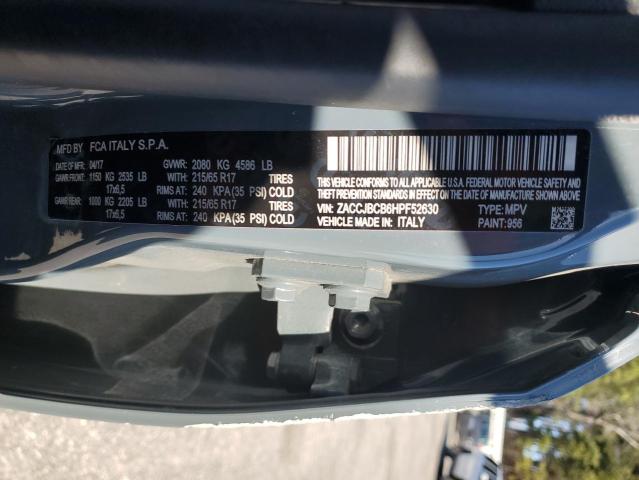 MFD BY FCA ITALY S.P.A.
DATE OF MFR 04/17 GVWR: 2080 KG 4586 LB
GAWR FRONT: 1150 KG 2535 LB WITH 215/65 R17 TIRES
17x6,5 RIMS AT: 240 KPA(35 PSI) COLD
GAWR REAR: 1000 KG 2205 LB WITH 215/65 R17 TIRES
17x6,5 RIMS AT: 240 KPA(35 PSI) COLD
THIS VEHICLE CONFORMS TO ALL APPLICABLE U.S.A. FEDERAL MOTOR VEHICLE
SAFETY, BUMPER AND THEFT PREVENTION STANDARDS
IN EFFECT ON THE DATE OF MANUFACTURE SHOWN ABOVE
VIN: ZACCJBCB6HPF52630 TYPE: MPV
VEHICLE MADE IN: ITALY PAINT:956